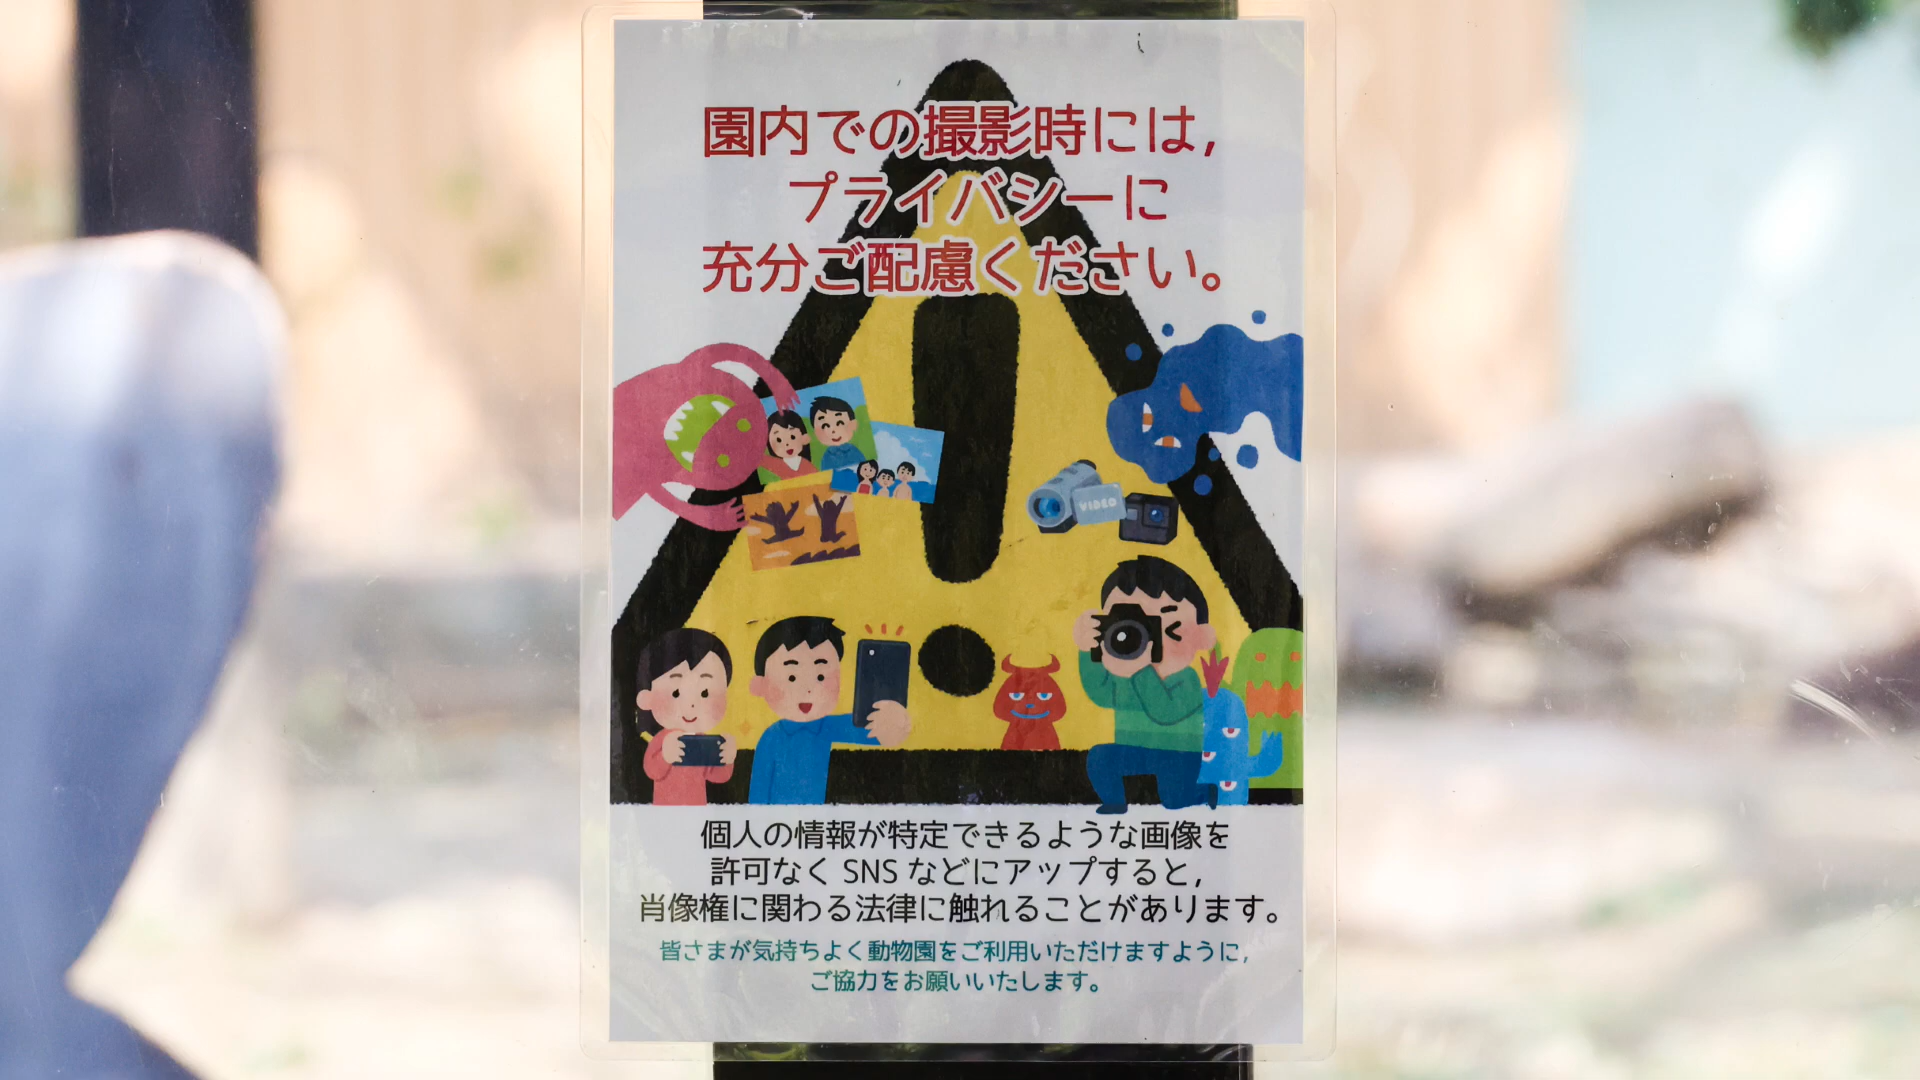 園内での撮影時には,
プライバシーに
充分ご配慮ください。
VIDEO
個人の情報が特定できるような画像を
許可なく SNS などにアップすると,
肖像権に関わる法律に触れることがあります。
皆さまが気持ちよく動物園をご利用いただけますように,
ご協力をお願いいたします。